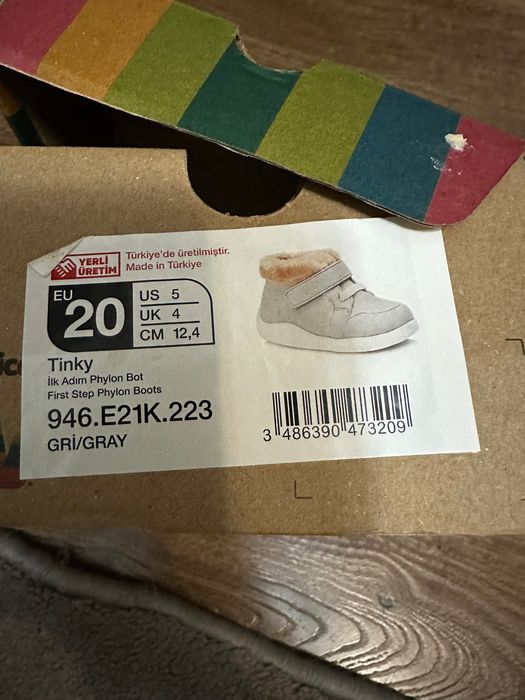 YERLİ
ÜRETİM
Türkiye'de üretilmiştir.
Made in Türkiye
EU
20
US 5
UK 4
CM 12,4
Tinky
İlk Adım Phylon Bot
First Step Phylon Boots
946.E21K.223
GRİ/GRAY
3 486390 473209